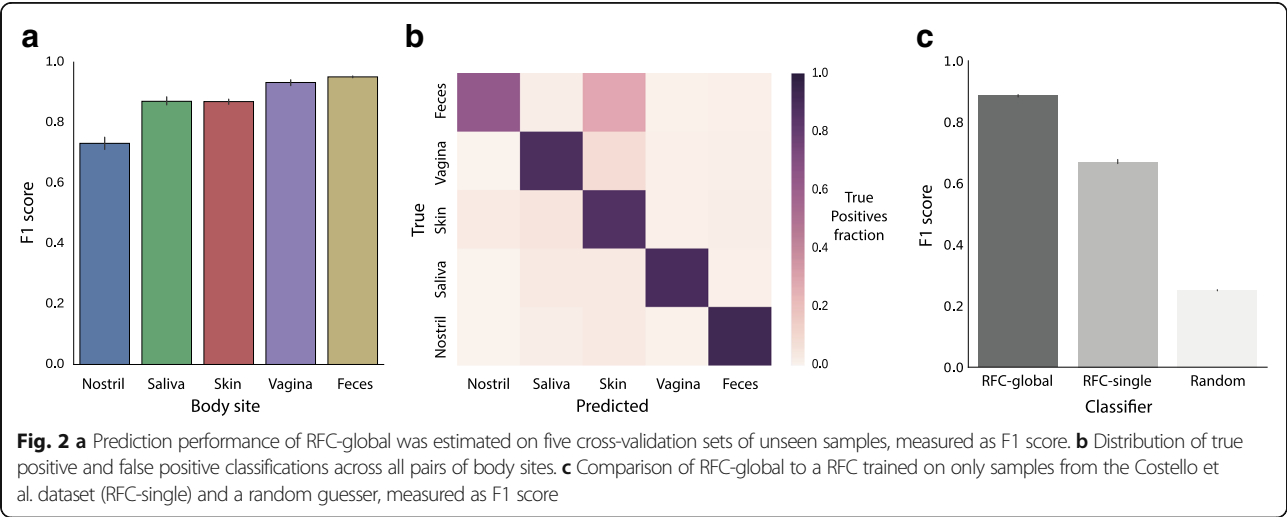 a
1.0
0.8
0.6
0.4
0.2
0.0
F1 score
Nostril Saliva Skin Vagina Feces
Body site
b
True
Feces
Vagina
Skin
Saliva
Nostril
Nostril Saliva Skin Vagina Feces
Predicted
1.0
0.8
0.6
0.4
0.2
0.0
True
Positives
fraction
c
1.0
0.8
0.6
0.4
0.2
0.0
F1 score
RFC-global RFC-single Random
Classifier
Fig. 2 a Prediction performance of RFC-global was estimated on five cross-validation sets of unseen samples, measured as F1 score. b Distribution of true
positive and false positive classifications across all pairs of body sites. c Comparison of RFC-global to a RFC trained on only samples from the Costello et
al. dataset (RFC-single) and a random guesser, measured as F1 score